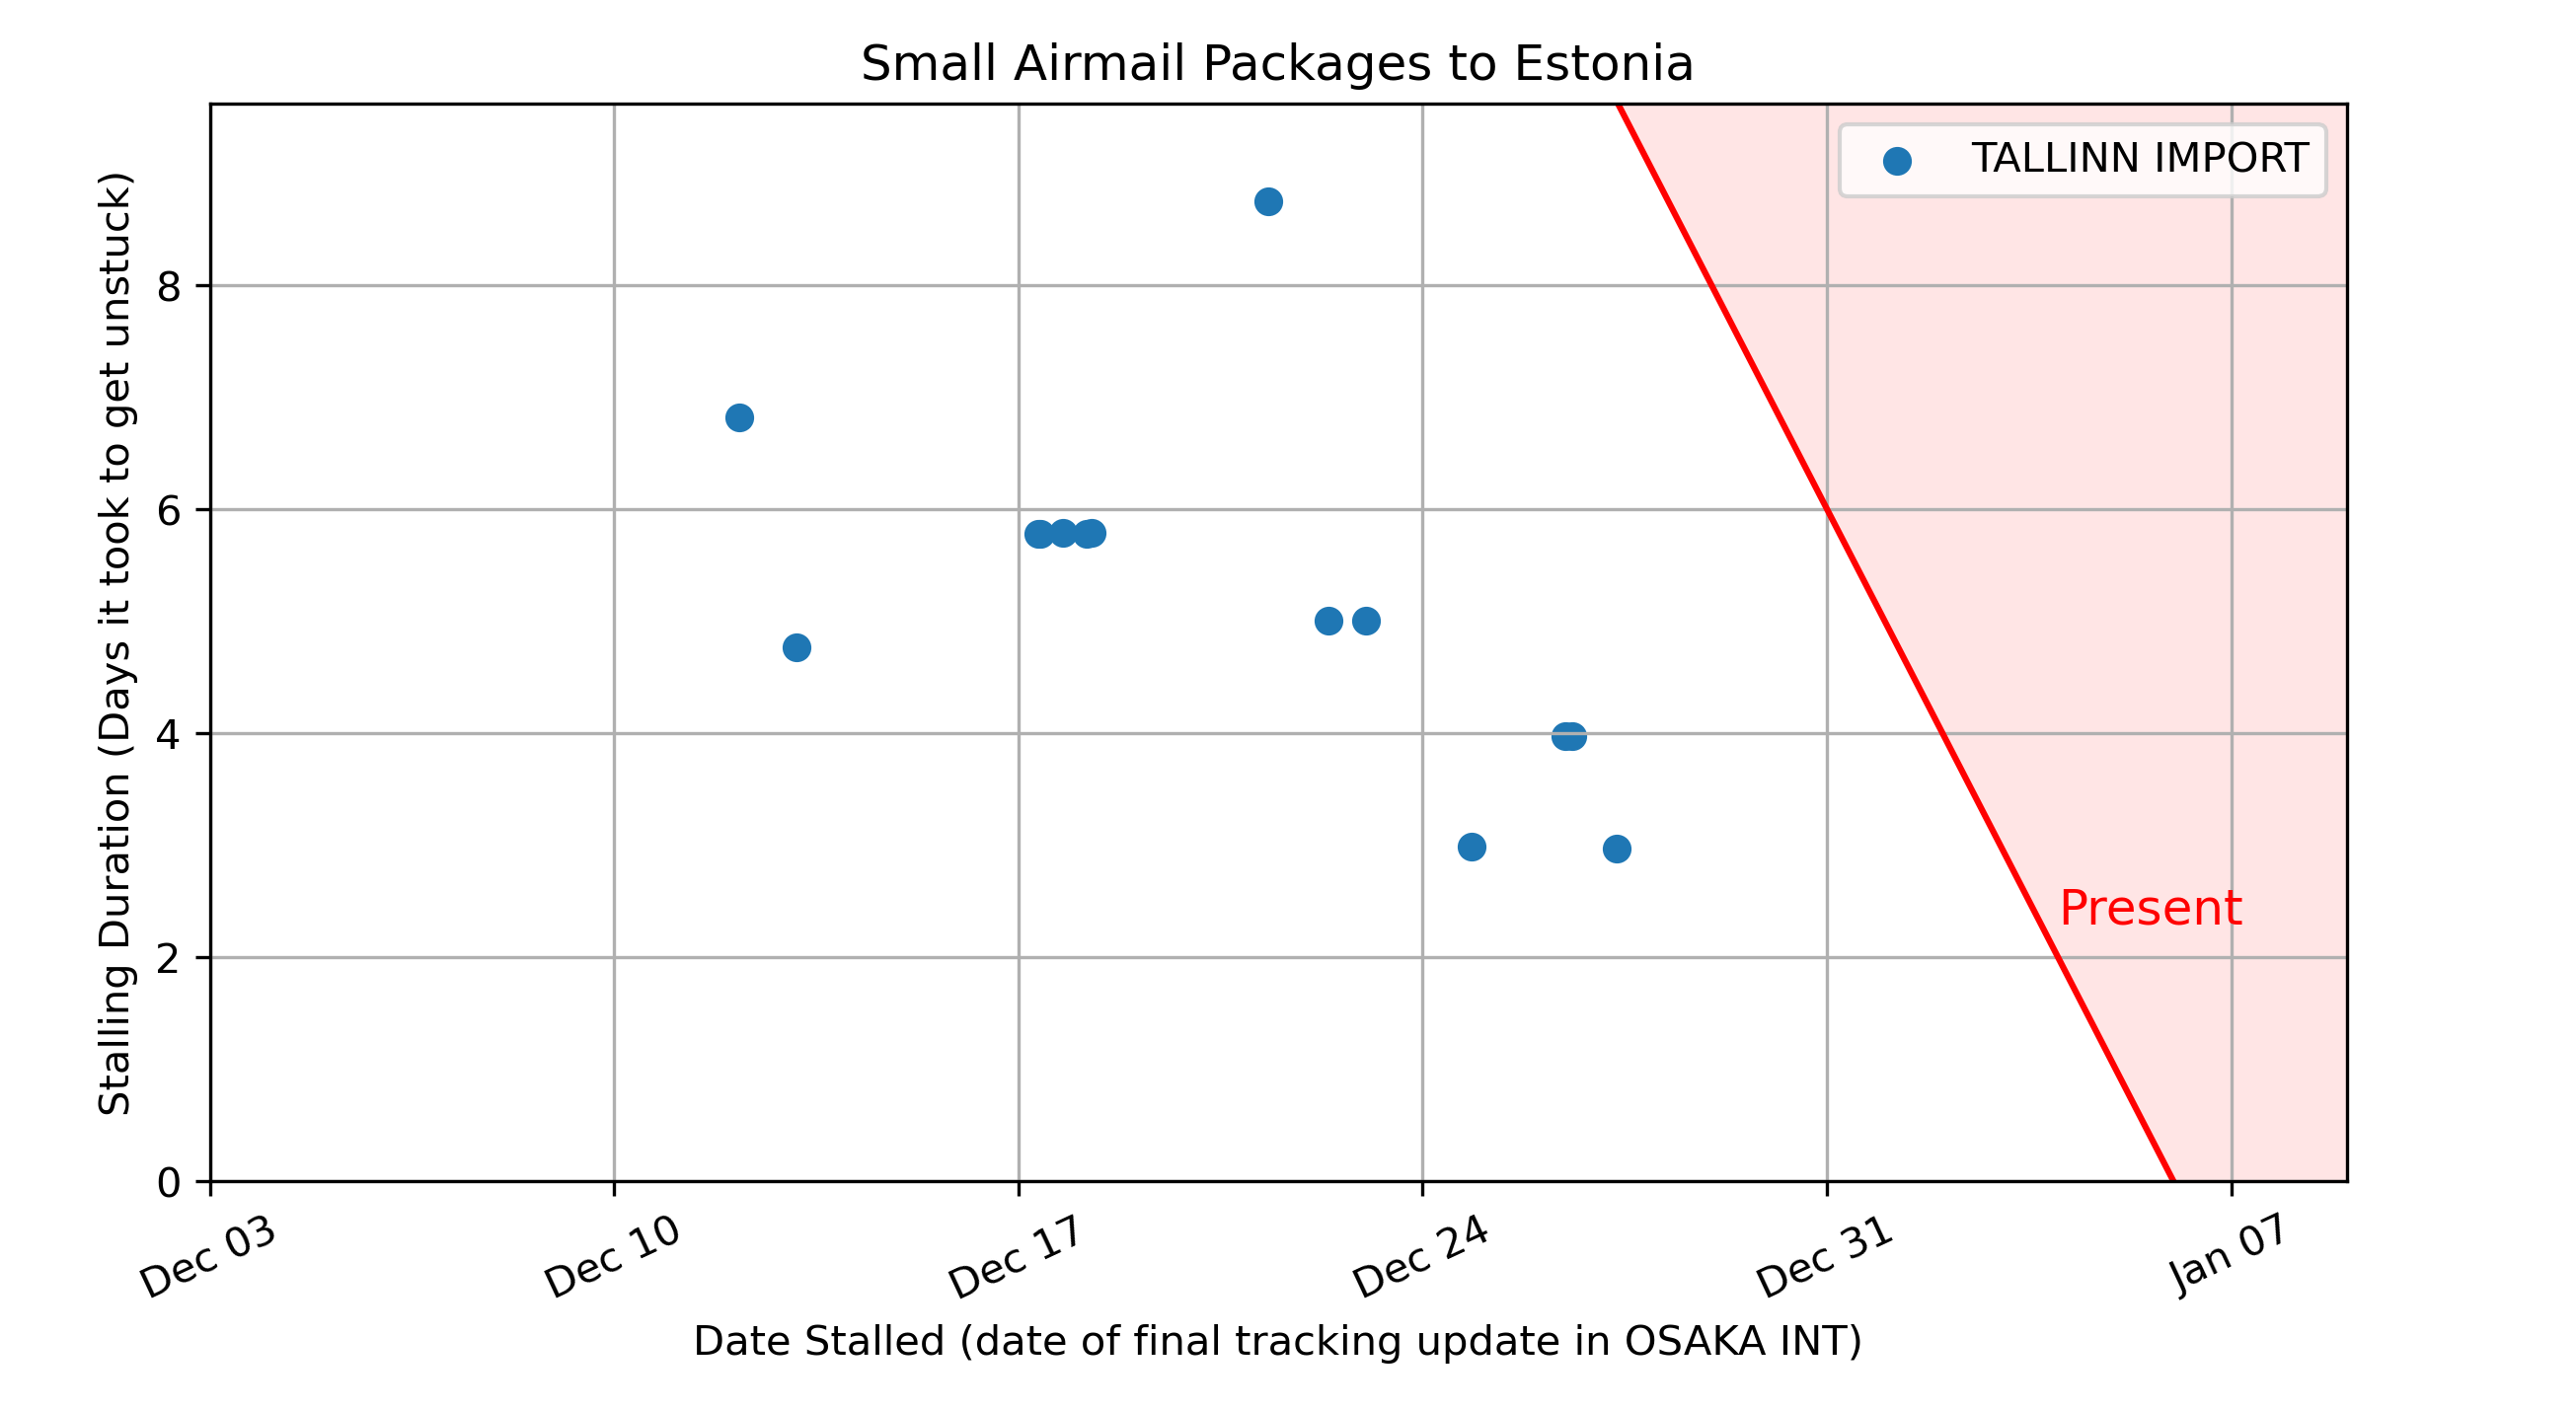 Small Airmail Packages to Estonia
TALLINN IMPORT
Stalling Duration (Days it took to get unstuck)
8
6
4
2
0
Present
Dec 03
Dec 10
Dec 17
Dec 24
Dec 31
Jan 07
Date Stalled (date of final tracking update in OSAKA INT)